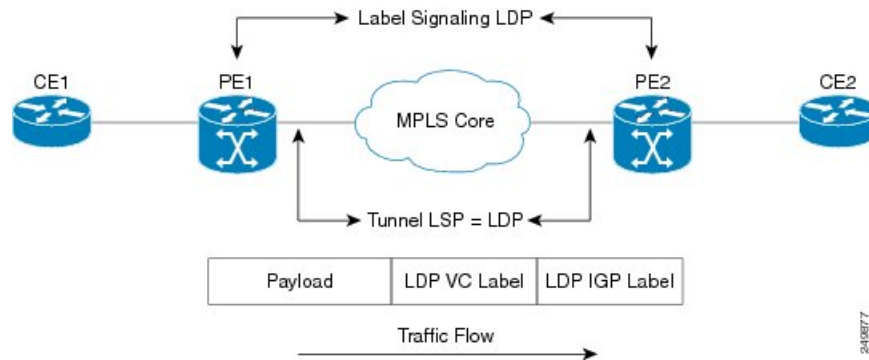 Label Signaling LDP
CE1
PE1
PE2
CE2
MPLS Core
Tunnel LSP = LDP
Payload
LDP VC Label
LDP IGP Label
Traffic Flow
249877